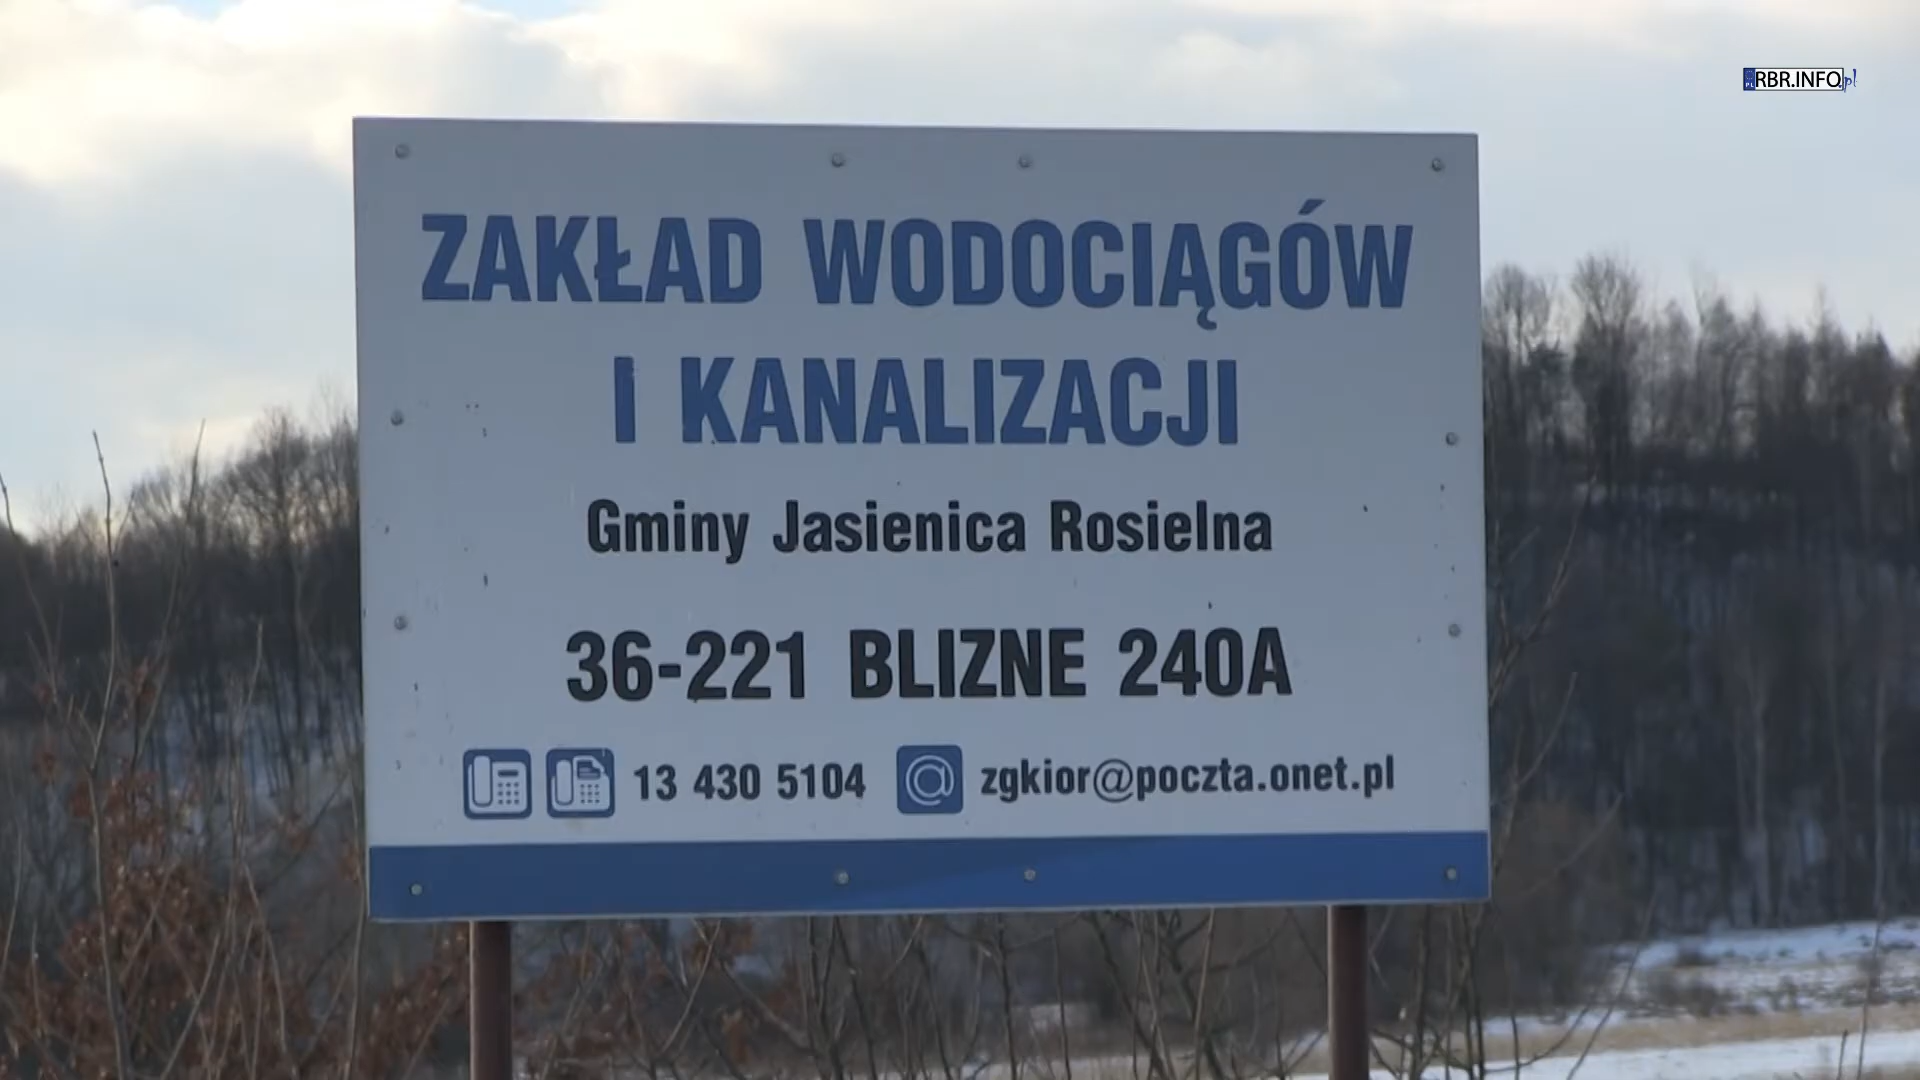 RBR.INFO.pl
ZAKŁAD WODOCIĄGÓW
I KANALIZACJI
Gminy Jasienica Rosielna
36-221 BLIZNE 240A
13 430 5104 zgkior@poczta.onet.pl